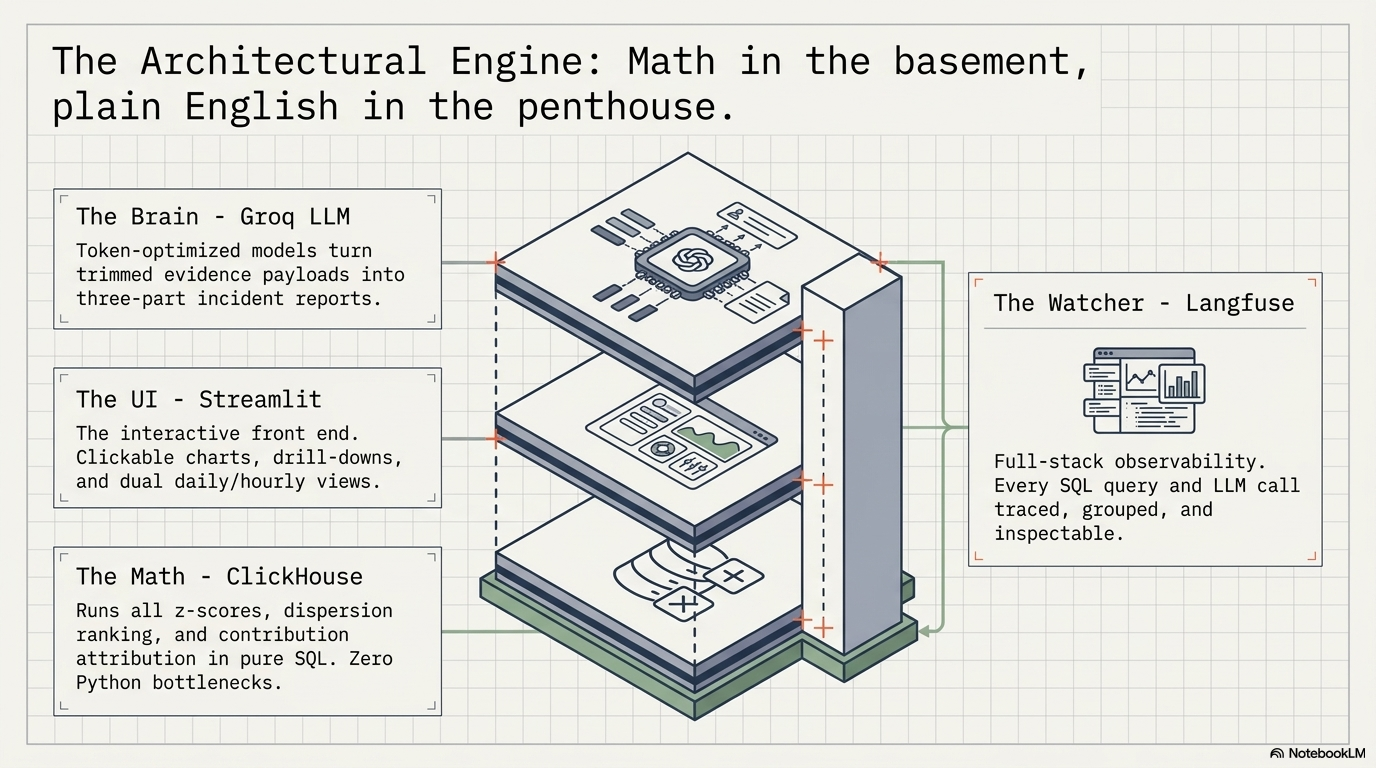 The Architectural Engine: Math in the basement,
plain English in the penthouse.
The Brain - Groq LLM
Token-optimized models turn
trimmed evidence payloads into
three-part incident reports.
The UI - Streamlit
The interactive front end.
Clickable charts, drill-downs,
and dual daily/hourly views.
The Math - ClickHouse
Runs all z-scores, dispersion
ranking, and contribution
attribution in pure SQL. Zero
Python bottlenecks.
The Watcher - Langfuse
Full-stack observability.
Every SQL query and LLM call
traced, grouped, and
inspectable.
NotebookLM